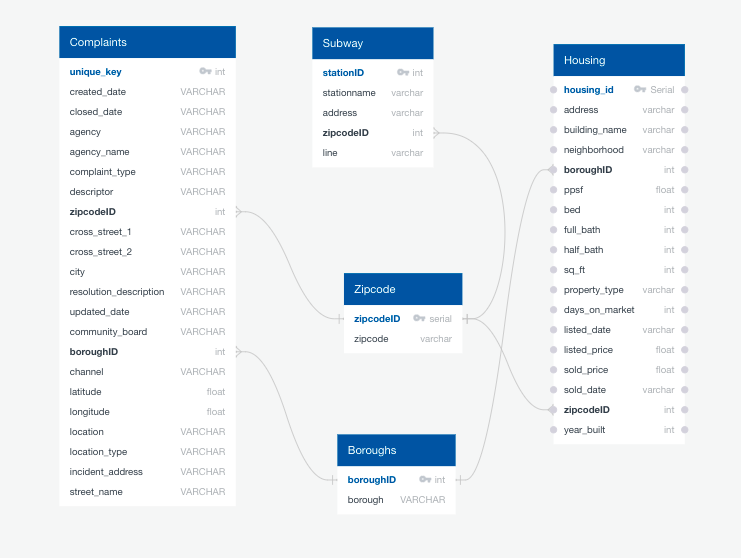 Complaints
unique_key int
created_date VARCHAR
closed_date VARCHAR
agency VARCHAR
agency_name VARCHAR
complaint_type VARCHAR
descriptor VARCHAR
zipcodeID int
cross_street_1 VARCHAR
cross_street_2 VARCHAR
city VARCHAR
resolution_description VARCHAR
updated_date VARCHAR
community_board VARCHAR
boroughID int
channel VARCHAR
latitude float
longitude float
location VARCHAR
location_type VARCHAR
incident_address VARCHAR
street_name VARCHAR
Subway
stationID int
stationname varchar
address varchar
zipcodeID int
line varchar
Zipcode
zipcodeID serial
zipcode varchar
Boroughs
boroughID int
borough VARCHAR
Housing
housing_id Serial
address varchar
building_name varchar
neighborhood varchar
boroughID int
ppsf float
bed int
full_bath int
half_bath int
sq_ft int
property_type varchar
days_on_market int
listed_date varchar
listed_price float
sold_price float
sold_date varchar
zipcodeID int
year_built int